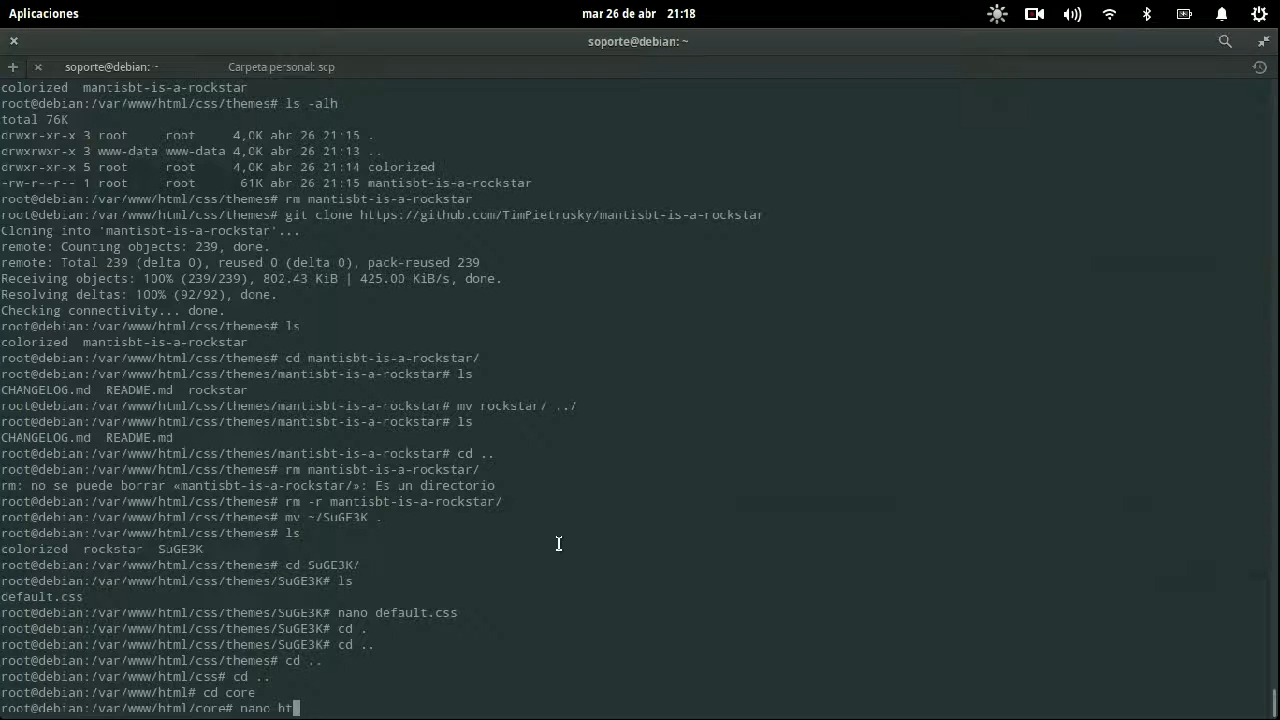 Aplicaciones
mar 26 de abr 21:18
soporte@debian: ~
soporte@debian: ~
Carpeta personal: scp
colorized  mantisbt-is-a-rockstar
root@debian:/var/www/html/css/themes# ls -alh
total 76K
drwxr-xr-x 3 root     root     4,0K abr 26 21:15 .
drwxrwxr-x 3 www-data www-data 4,0K abr 26 21:13 ..
drwxr-xr-x 5 root     root     4,0K abr 26 21:14 colorized
-rw-r--r-- 1 root     root      61K abr 26 21:15 mantisbt-is-a-rockstar
root@debian:/var/www/html/css/themes# rm mantisbt-is-a-rockstar
root@debian:/var/www/html/css/themes# git clone https://github.com/TimPietrusky/mantisbt-is-a-rockstar
Cloning into 'mantisbt-is-a-rockstar'...
remote: Counting objects: 239, done.
remote: Total 239 (delta 0), reused 0 (delta 0), pack-reused 239
Receiving objects: 100% (239/239), 802.43 KiB | 425.00 KiB/s, done.
Resolving deltas: 100% (92/92), done.
Checking connectivity... done.
root@debian:/var/www/html/css/themes# ls
colorized  mantisbt-is-a-rockstar
root@debian:/var/www/html/css/themes# cd mantisbt-is-a-rockstar/
root@debian:/var/www/html/css/themes/mantisbt-is-a-rockstar# ls
CHANGELOG.md  README.md  rockstar
root@debian:/var/www/html/css/themes/mantisbt-is-a-rockstar# mv rockstar/ ../
root@debian:/var/www/html/css/themes/mantisbt-is-a-rockstar# ls
CHANGELOG.md  README.md
root@debian:/var/www/html/css/themes/mantisbt-is-a-rockstar# cd ..
root@debian:/var/www/html/css/themes# rm mantisbt-is-a-rockstar/
rm: no se puede borrar «mantisbt-is-a-rockstar/»: Es un directorio
root@debian:/var/www/html/css/themes# rm -r mantisbt-is-a-rockstar/
root@debian:/var/www/html/css/themes# mv ~/SuGE3K .
root@debian:/var/www/html/css/themes# ls
colorized  rockstar  SuGE3K
root@debian:/var/www/html/css/themes# cd SuGE3K/
root@debian:/var/www/html/css/themes/SuGE3K# ls
default.css
root@debian:/var/www/html/css/themes/SuGE3K# nano default.css
root@debian:/var/www/html/css/themes/SuGE3K# cd .
root@debian:/var/www/html/css/themes/SuGE3K# cd ..
root@debian:/var/www/html/css/themes# cd ..
root@debian:/var/www/html/css# cd ..
root@debian:/var/www/html# cd core
root@debian:/var/www/html/core# nano ht